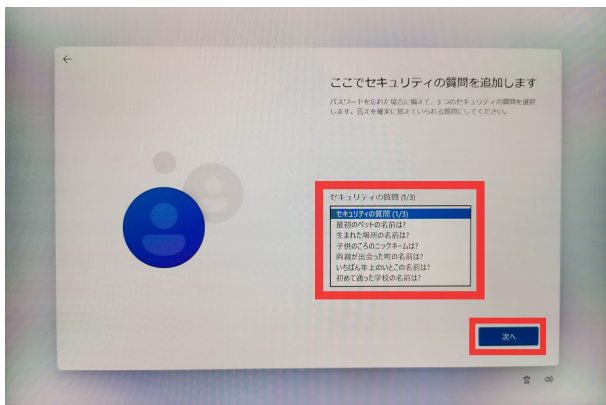 ここでセキュリティの質問を追加します
パスワードを忘れた場合に備えて、3 つのセキュリティの質問を選択
します。答えを確実に覚えていられる質問にしてください。
セキュリティの質問 (1/3)
セキュリティの質問 (1/3)
最初のペットの名前は?
生まれた場所の名前は?
子供のころのニックネームは?
両親が出会った町の名前は?
いちばん年上のいとこの名前は?
初めて通った学校の名前は?
次へ